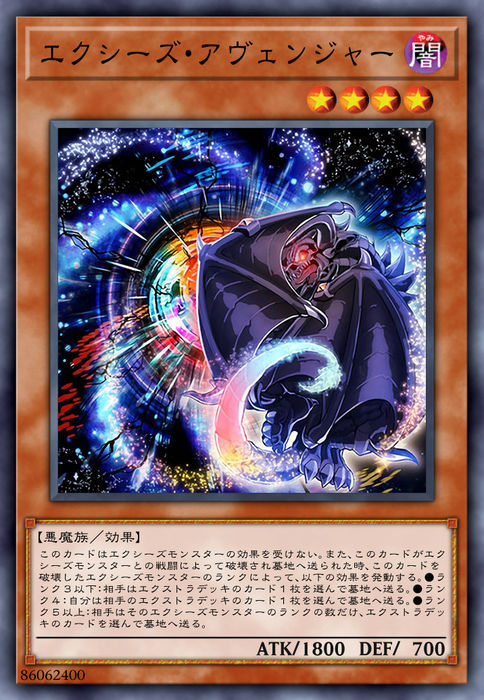 エクシーズ・アヴェンジャー
やみ
闇
【悪魔族／効果】
このカードはエクシーズモンスターの効果を受けない。また、このカードがエク
シーズモンスターとの戦闘によって破壊され墓地へ送られた時、このカードを
破壊したエクシーズモンスターのランクによって、以下の効果を発動する。●ラ
ンク３以下：相手はエクストラデッキのカード１枚を選んで墓地へ送る。●ラン
ク４：自分は相手のエクストラデッキのカード１枚を選んで墓地へ送る。●ラン
ク５以上：相手はそのエクシーズモンスターのランクの数だけ、エクストラデッ
キのカードを選んで墓地へ送る。
ATK/1800 DEF/ 700
86062400